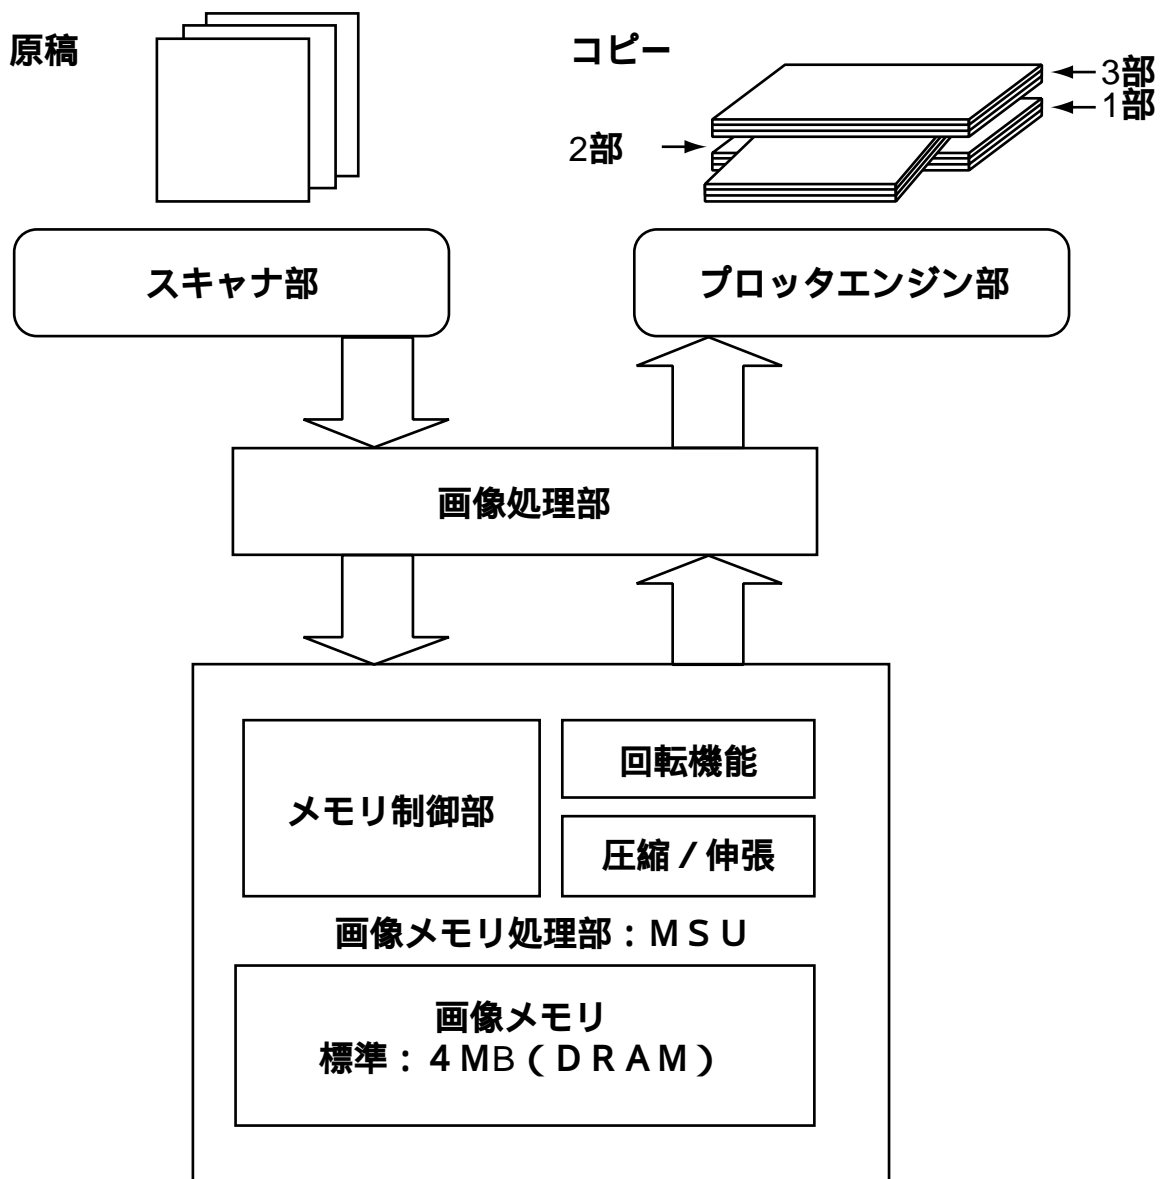 原稿
コピー
3部
1部
2部
スキャナ部
プロッタエンジン部
画像処理部
メモリ制御部
回転機能
圧縮／伸張
画像メモリ処理部：ＭＳＵ
画像メモリ
標準：４ＭB（ＤＲＡＭ）